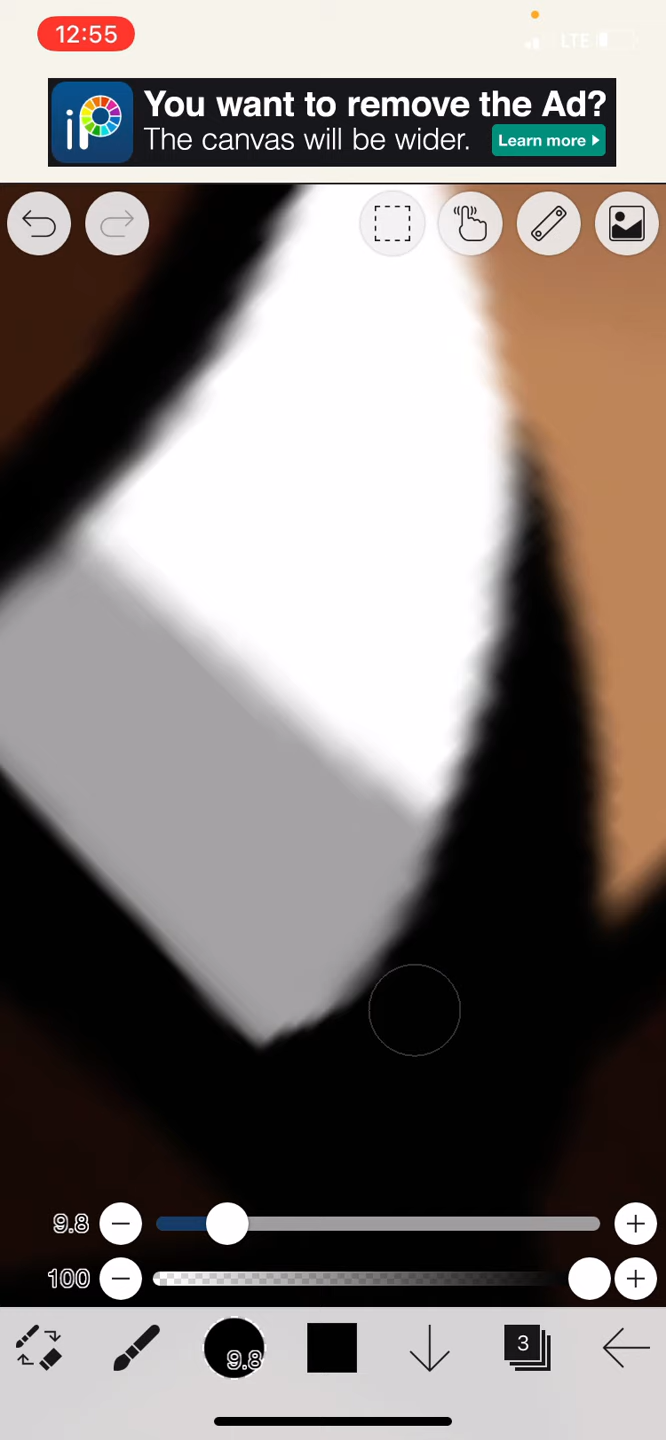 12:55
LTE
iP
You want to remove the Ad?
The canvas will be wider.
Learn more
9.8
100
9.8
3